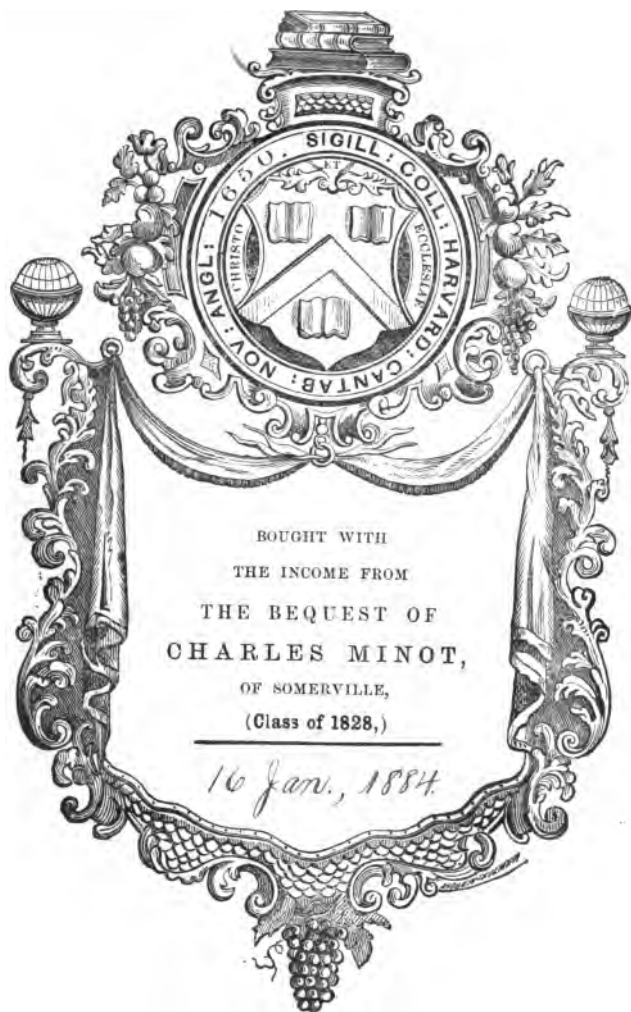 SIGILL: COLL: HARVARD: CANTAB: NOV: ANGL: 1650.
ET
CHRISTO
ECCLESIAE
BOUGHT WITH
THE INCOME FROM
THE BEQUEST OF
CHARLES MINOT,
OF SOMERVILLE,
(Class of 1828,)
16 Jan., 1884.